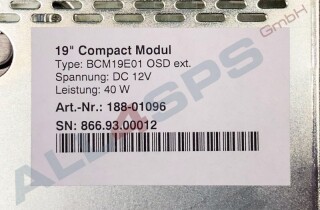 19" Compact Modul
Type: BCM19E01 OSD ext.
Spannung: DC 12V
Leistung: 40 W
Art.-Nr.: 188-01096
SN: 866.93.00012
ALL4SPS GmbH